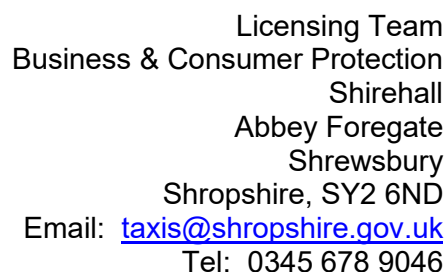 Licensing Team
Business & Consumer Protection
Shirehall
Abbey Foregate
Shrewsbury
Shropshire, SY2 6ND
Email:  taxis@shropshire.gov.uk
Tel:  0345 678 9046